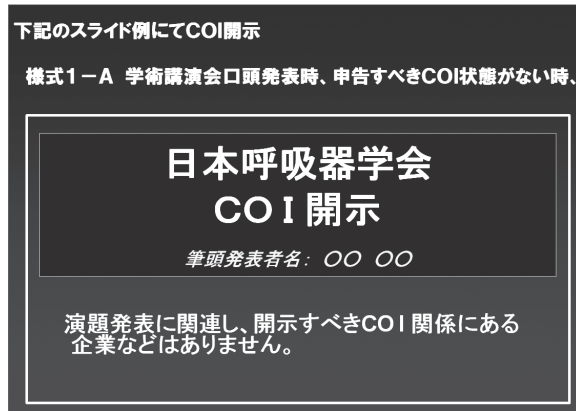 下記のスライド例にてCOI開示
様式1－A 学術講演会口頭発表時、申告すべきCOI状態がない時、
日本呼吸器学会
ＣＯＩ開示
筆頭発表者名： 〇〇 〇〇
演題発表に関連し、開示すべきCOI関係にある
企業などはありません。